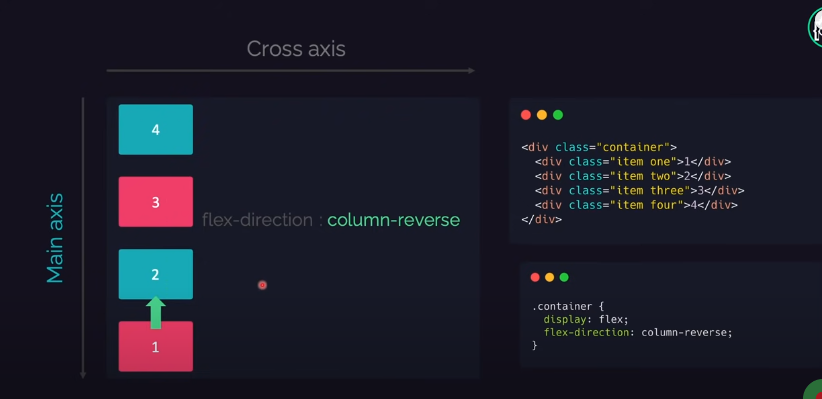 Cross axis
Main axis
4
3
flex-direction : column-reverse
2
1
<div class="container">
<div class="item one">1</div>
<div class="item two">2</div>
<div class="item three">3</div>
<div class="item four">4</div>
</div>
.container {
display: flex;
flex-direction: column-reverse;
}